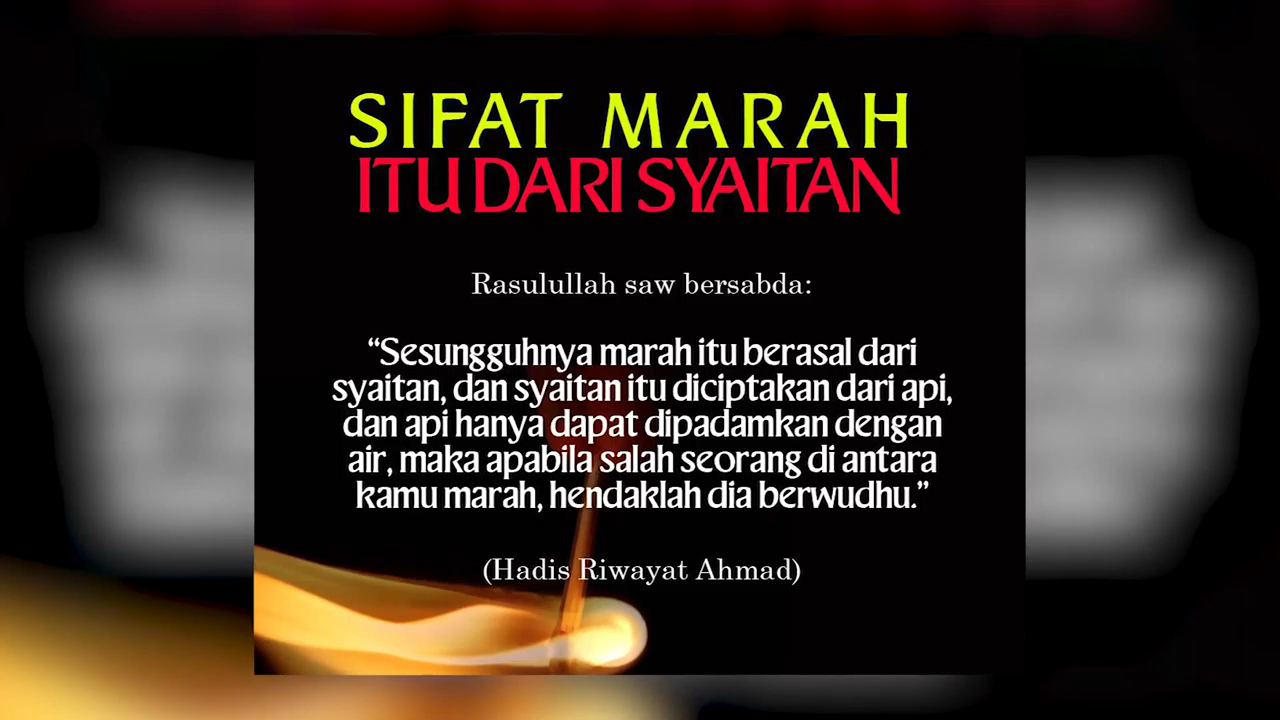 SIFAT MARAH
ITU DARI SYAITAN
Rasulullah saw bersabda:
“Sesungguhnya marah itu berasal dari
syaitan, dan syaitan itu diciptakan dari api,
dan api hanya dapat dipadamkan dengan
air, maka apabila salah seorang di antara
kamu marah, hendaklah dia berwudhu.”
(Hadis Riwayat Ahmad)